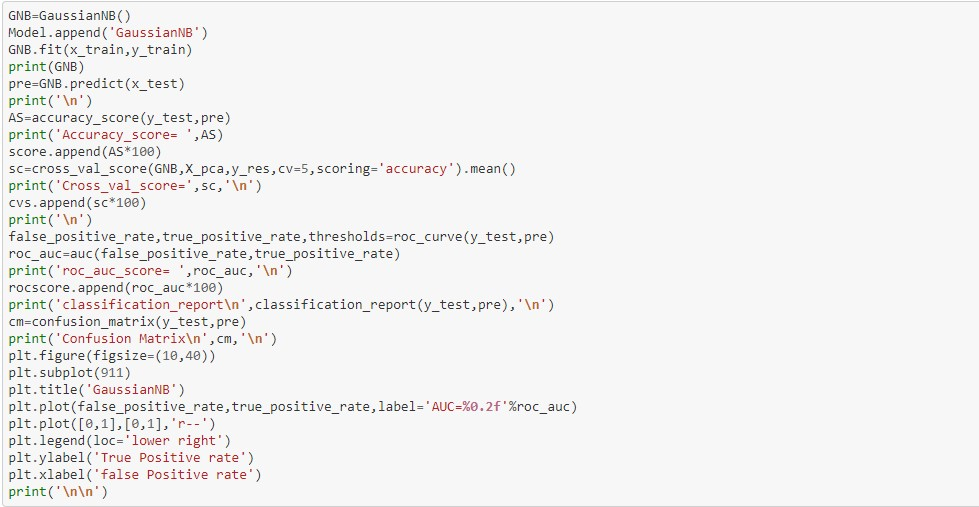 GNB=GaussianNB()
Model.append('GaussianNB')
GNB.fit(x_train,y_train)
print(GNB)
pre=GNB.predict(x_test)
print('\n')
AS=accuracy_score(y_test,pre)
print('Accuracy_score= ',AS)
score.append(AS*100)
sc=cross_val_score(GNB,X_pca,y_res,cv=5,scoring='accuracy').mean()
print('Cross_val_score=',sc,'\n')
cvs.append(sc*100)
print('\n')
false_positive_rate,true_positive_rate,thresholds=roc_curve(y_test,pre)
roc_auc=auc(false_positive_rate,true_positive_rate)
print('roc_auc_score= ',roc_auc,'\n')
rocscore.append(roc_auc*100)
print('classification_report\n',classification_report(y_test,pre),'\n')
cm=confusion_matrix(y_test,pre)
print('Confusion Matrix\n',cm,'\n')
plt.figure(figsize=(10,40))
plt.subplot(911)
plt.title('GaussianNB')
plt.plot(false_positive_rate,true_positive_rate,label='AUC=%0.2f'%roc_auc)
plt.plot([0,1],[0,1],'r--')
plt.legend(loc='lower right')
plt.ylabel('True Positive rate')
plt.xlabel('false Positive rate')
print('\n\n')